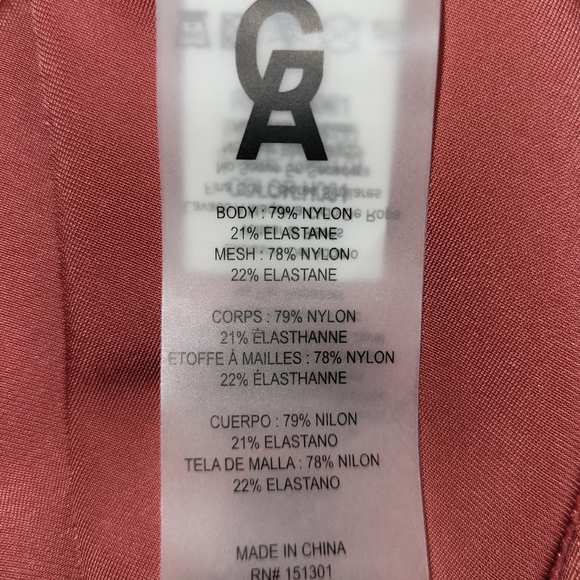 GA
BODY : 79% NYLON
21% ELASTANE
MESH : 78% NYLON
22% ELASTANE
CORPS : 79% NYLON
21% ÉLASTHANNE
ETOFFE À MAILLES : 78% NYLON
22% ÉLASTHANNE
CUERPO : 79% NILON
21% ELASTANO
TELA DE MALLA : 78% NILON
22% ELASTANO
MADE IN CHINA
RN# 151301